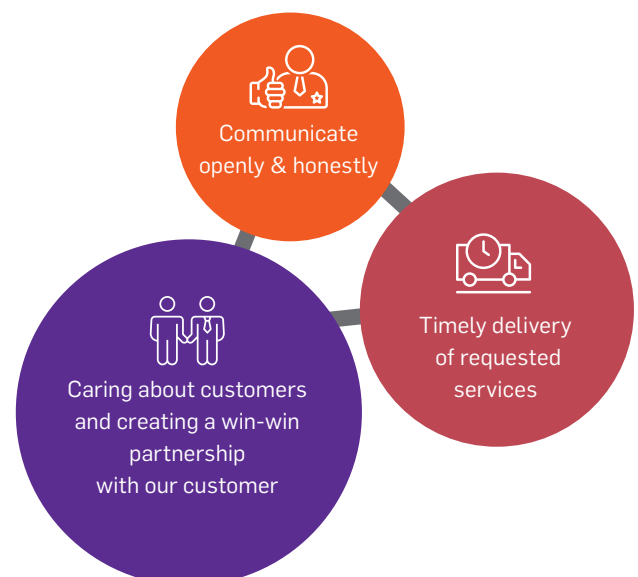 Communicate
openly & honestly
Timely delivery
of requested
services
Caring about customers
and creating a win-win
partnership
with our customer